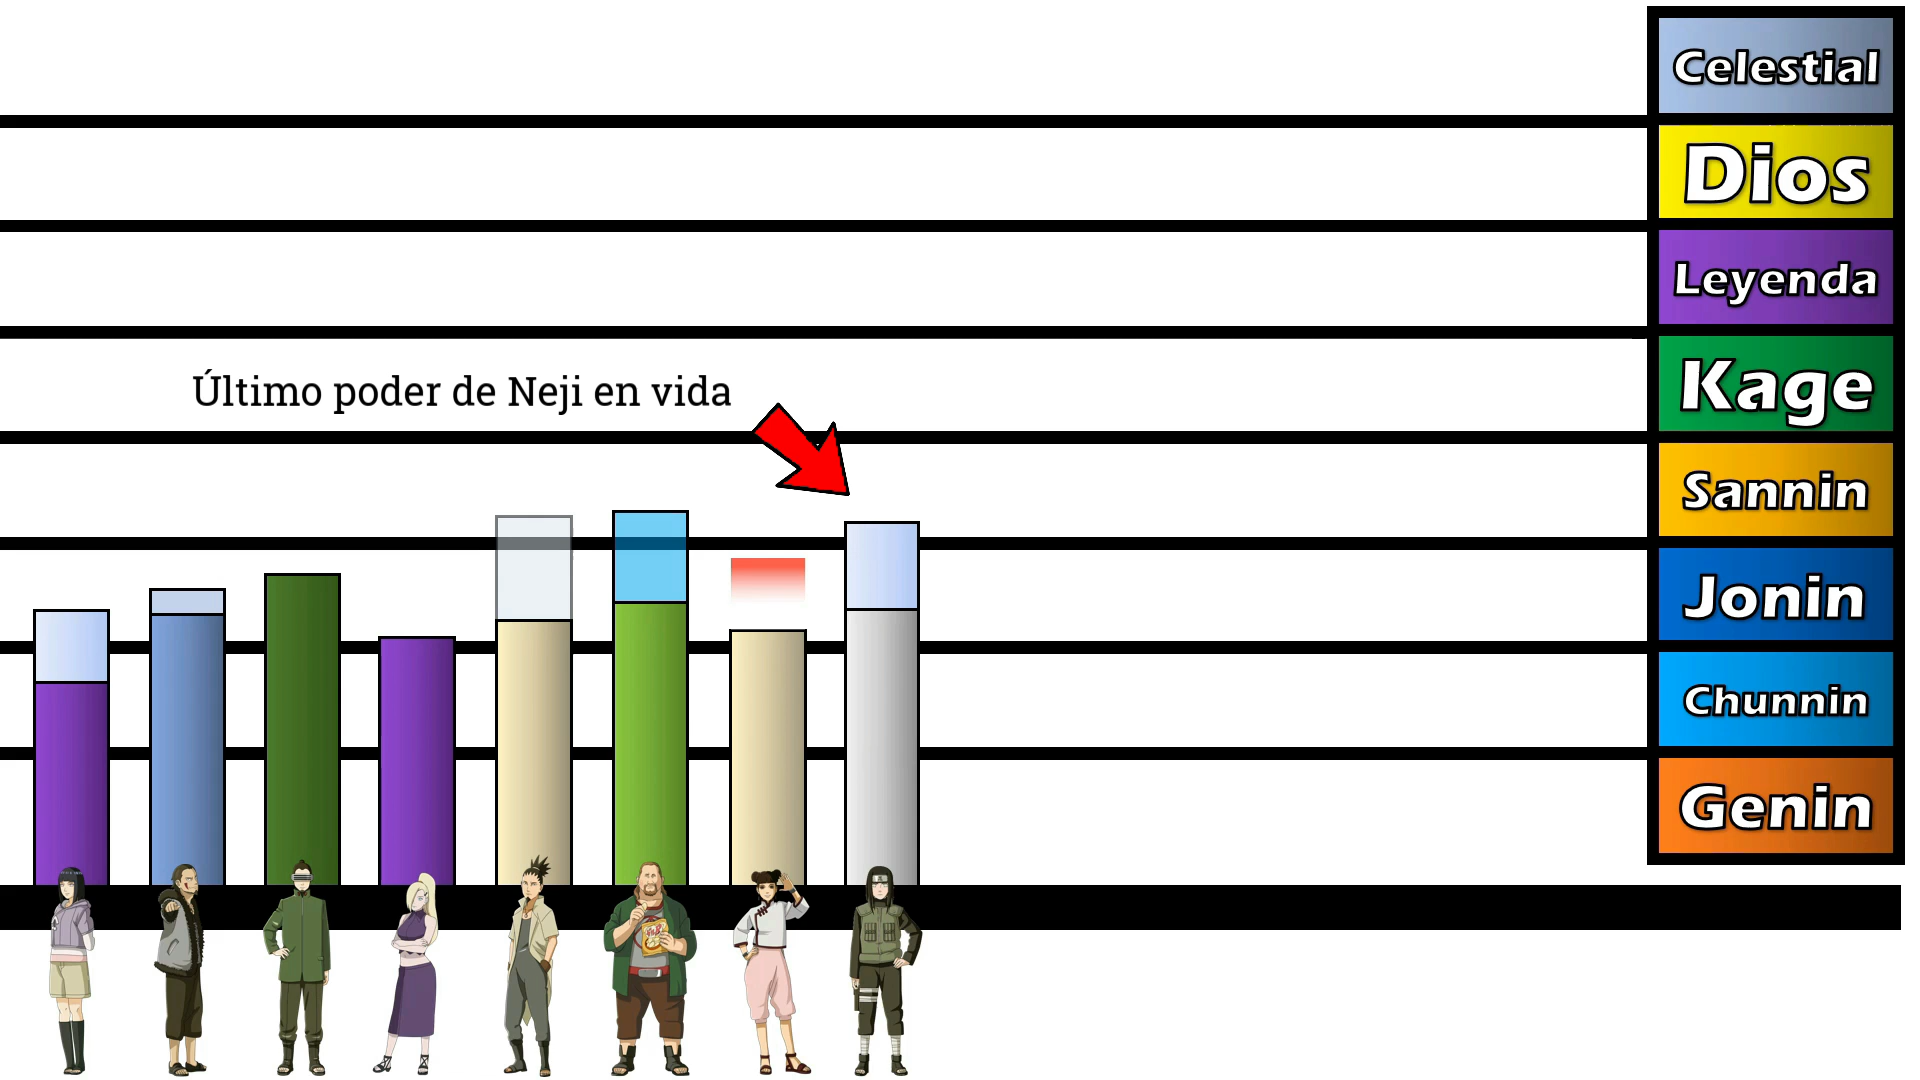 Celestial
Dios
Leyenda
Kage
Último poder de Neji en vida
Sannin
Jonin
Chunnin
Genin